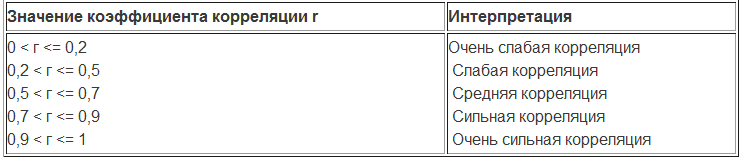 Значение коэффициента корреляции r Интерпретация
0 < г <= 0,2 Очень слабая корреляция
0,2 < г <= 0,5 Слабая корреляция
0,5 < г <= 0,7 Средняя корреляция
0,7 < г <= 0,9 Сильная корреляция
0,9 < г <= 1 Очень сильная корреляция